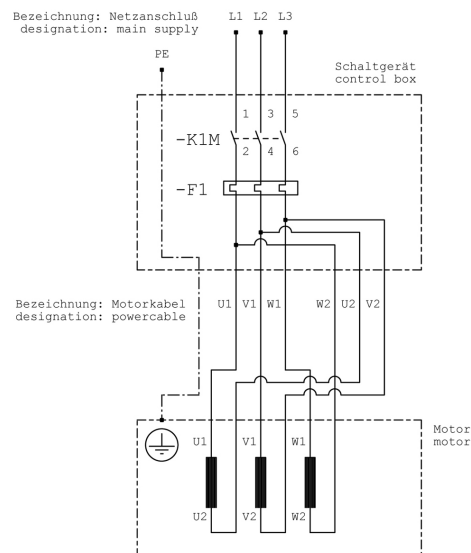 Bezeichnung: Netzanschluß
designation: main supply
L1 L2 L3
PE
Schaltgerät
control box
1 3 5
-K1M
2 4 6
-F1
Bezeichnung: Motorkabel
designation: powercable
U1 V1 W1 W2 U2 V2
Motor
motor
U1 V1 W1
U2 V2 W2